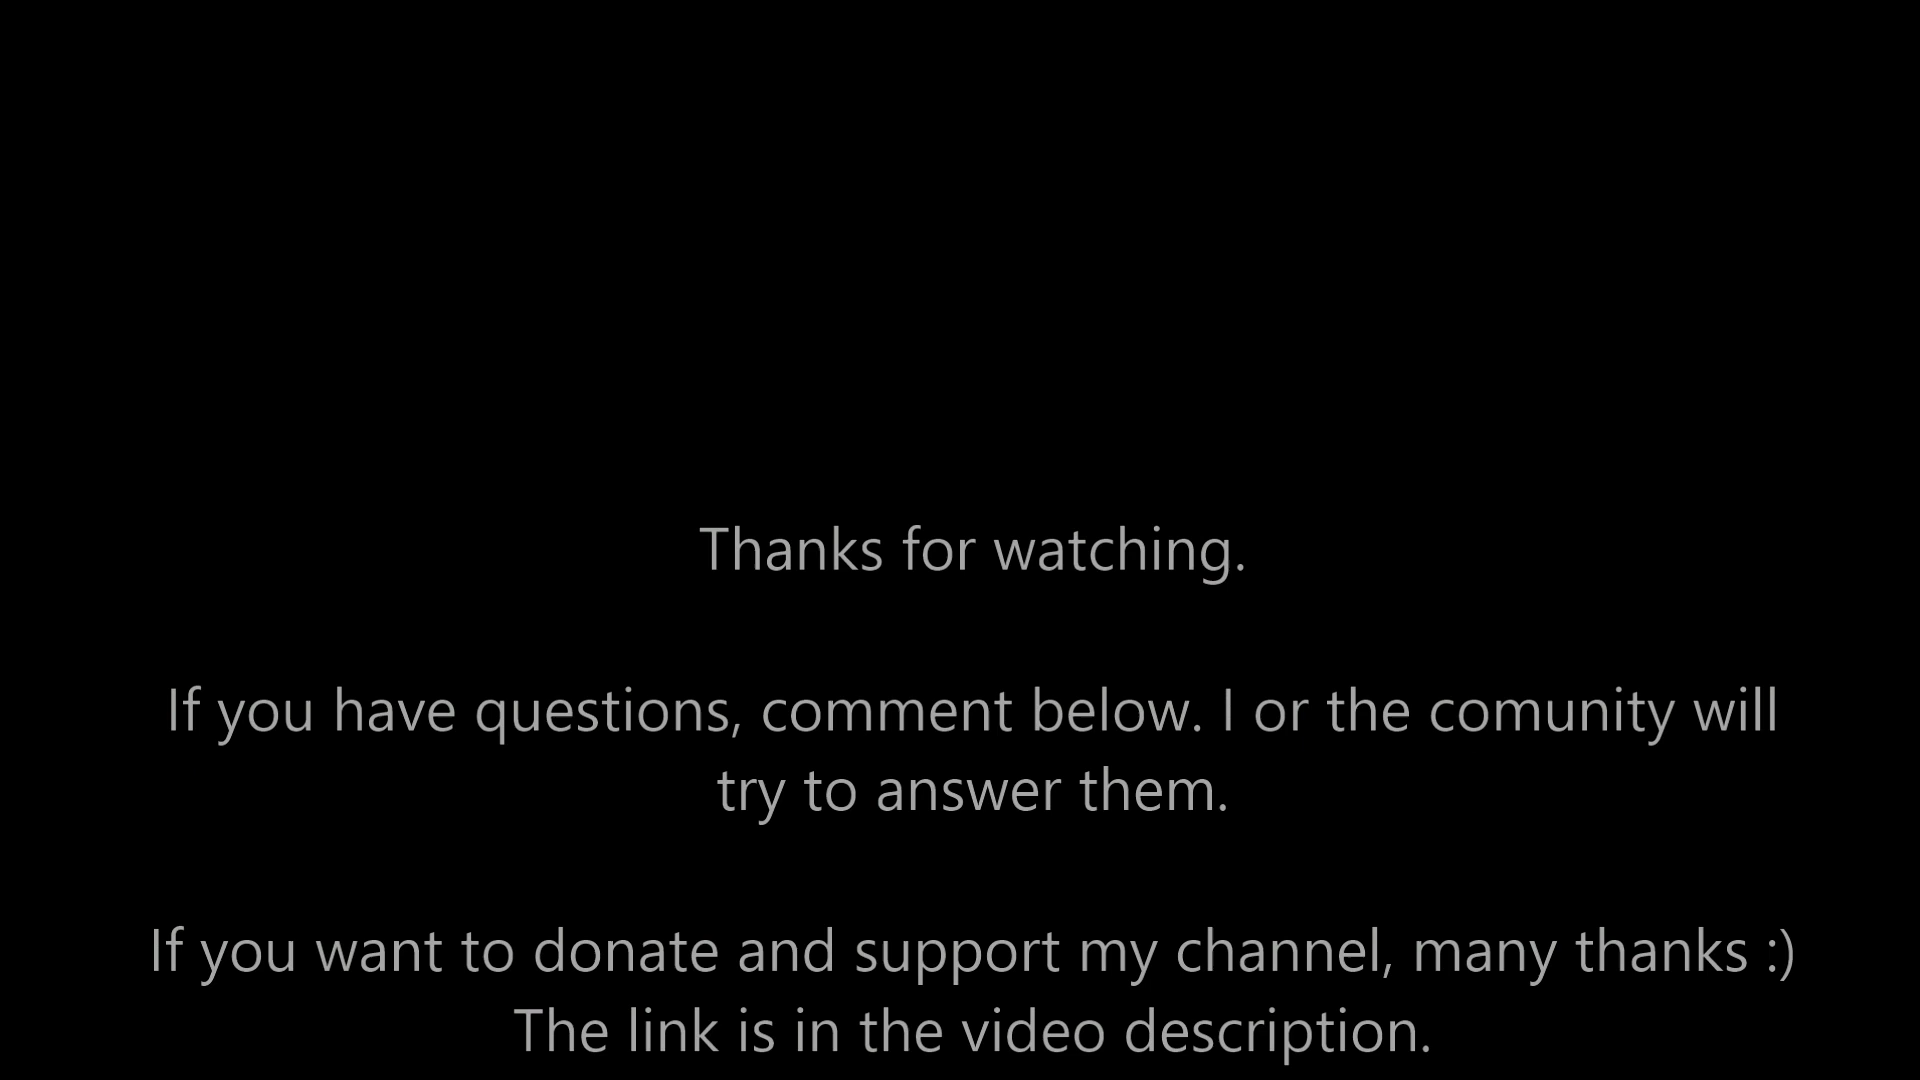 Thanks for watching.
If you have questions, comment below. I or the comunity will
try to answer them.
If you want to donate and support my channel, many thanks :)
The link is in the video description.